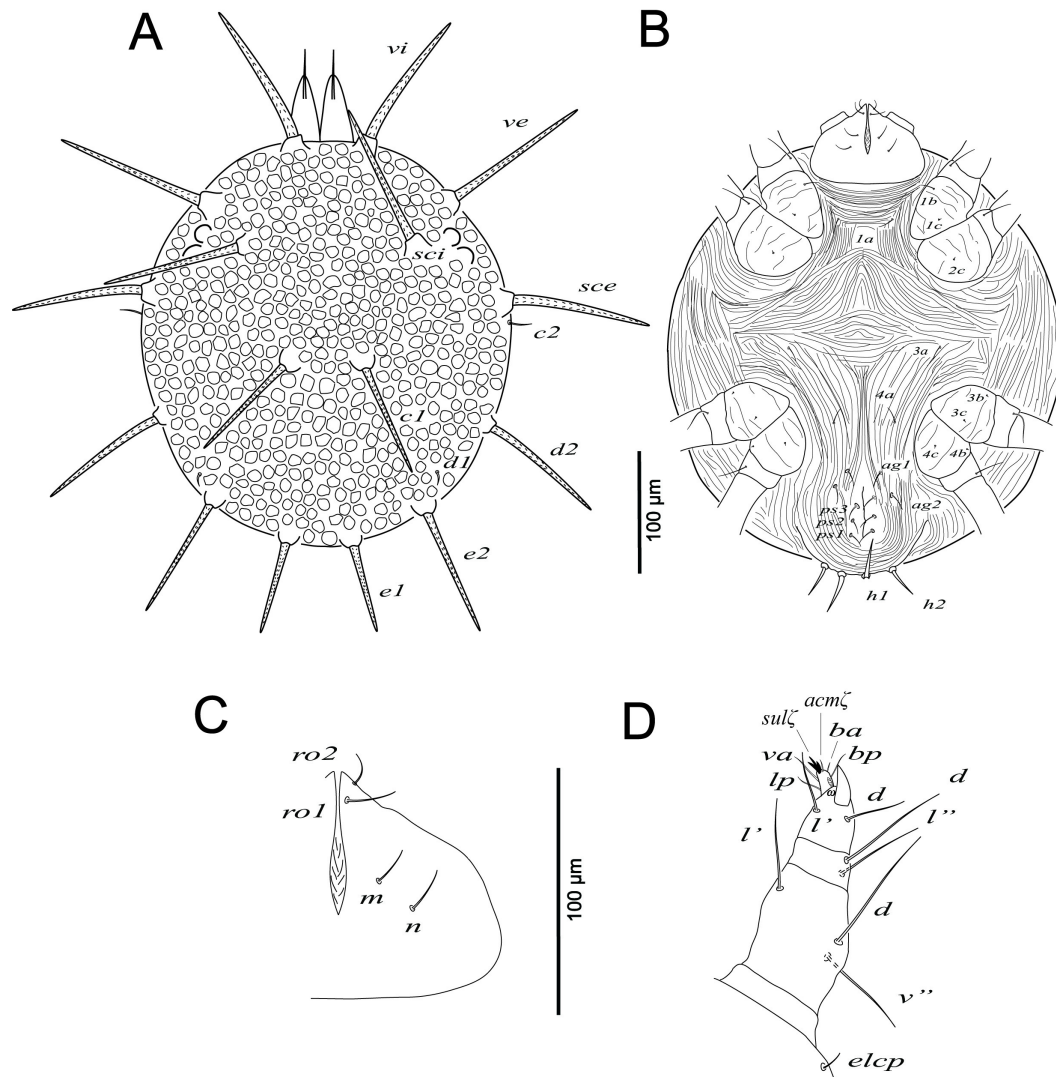 A
vi
ve
sci
sce
c2
c1
d1
d2
e2
e1
B
1b
1c
1a
2c
3a
3b
3c
4a
4c
4b
ag1
ag2
ps3
ps2
ps1
h1
h2
100 µm
C
ro2
ro1
m
n
100 µm
D
acmζ
sulζ
ba
va
bp
lp
ω
d
d
l’
l’
l”
d
φ
v”
elcp